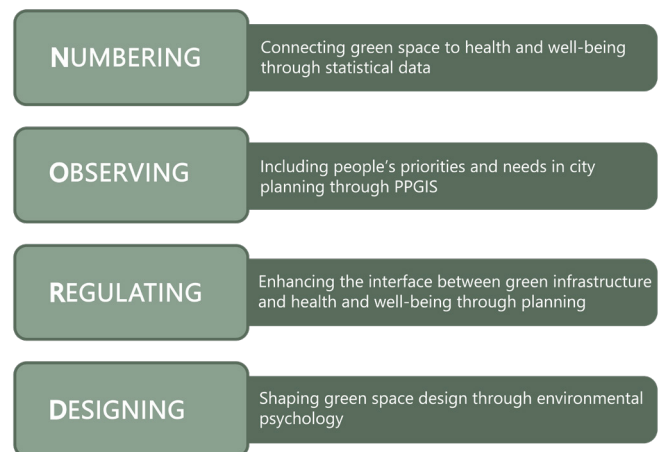 NUMBERING
Connecting green space to health and well-being
through statistical data
OBSERVING
Including people's priorities and needs in city
planning through PPGIS
REGULATING
Enhancing the interface between green infrastructure
and health and well-being through planning
DESIGNING
Shaping green space design through environmental
psychology